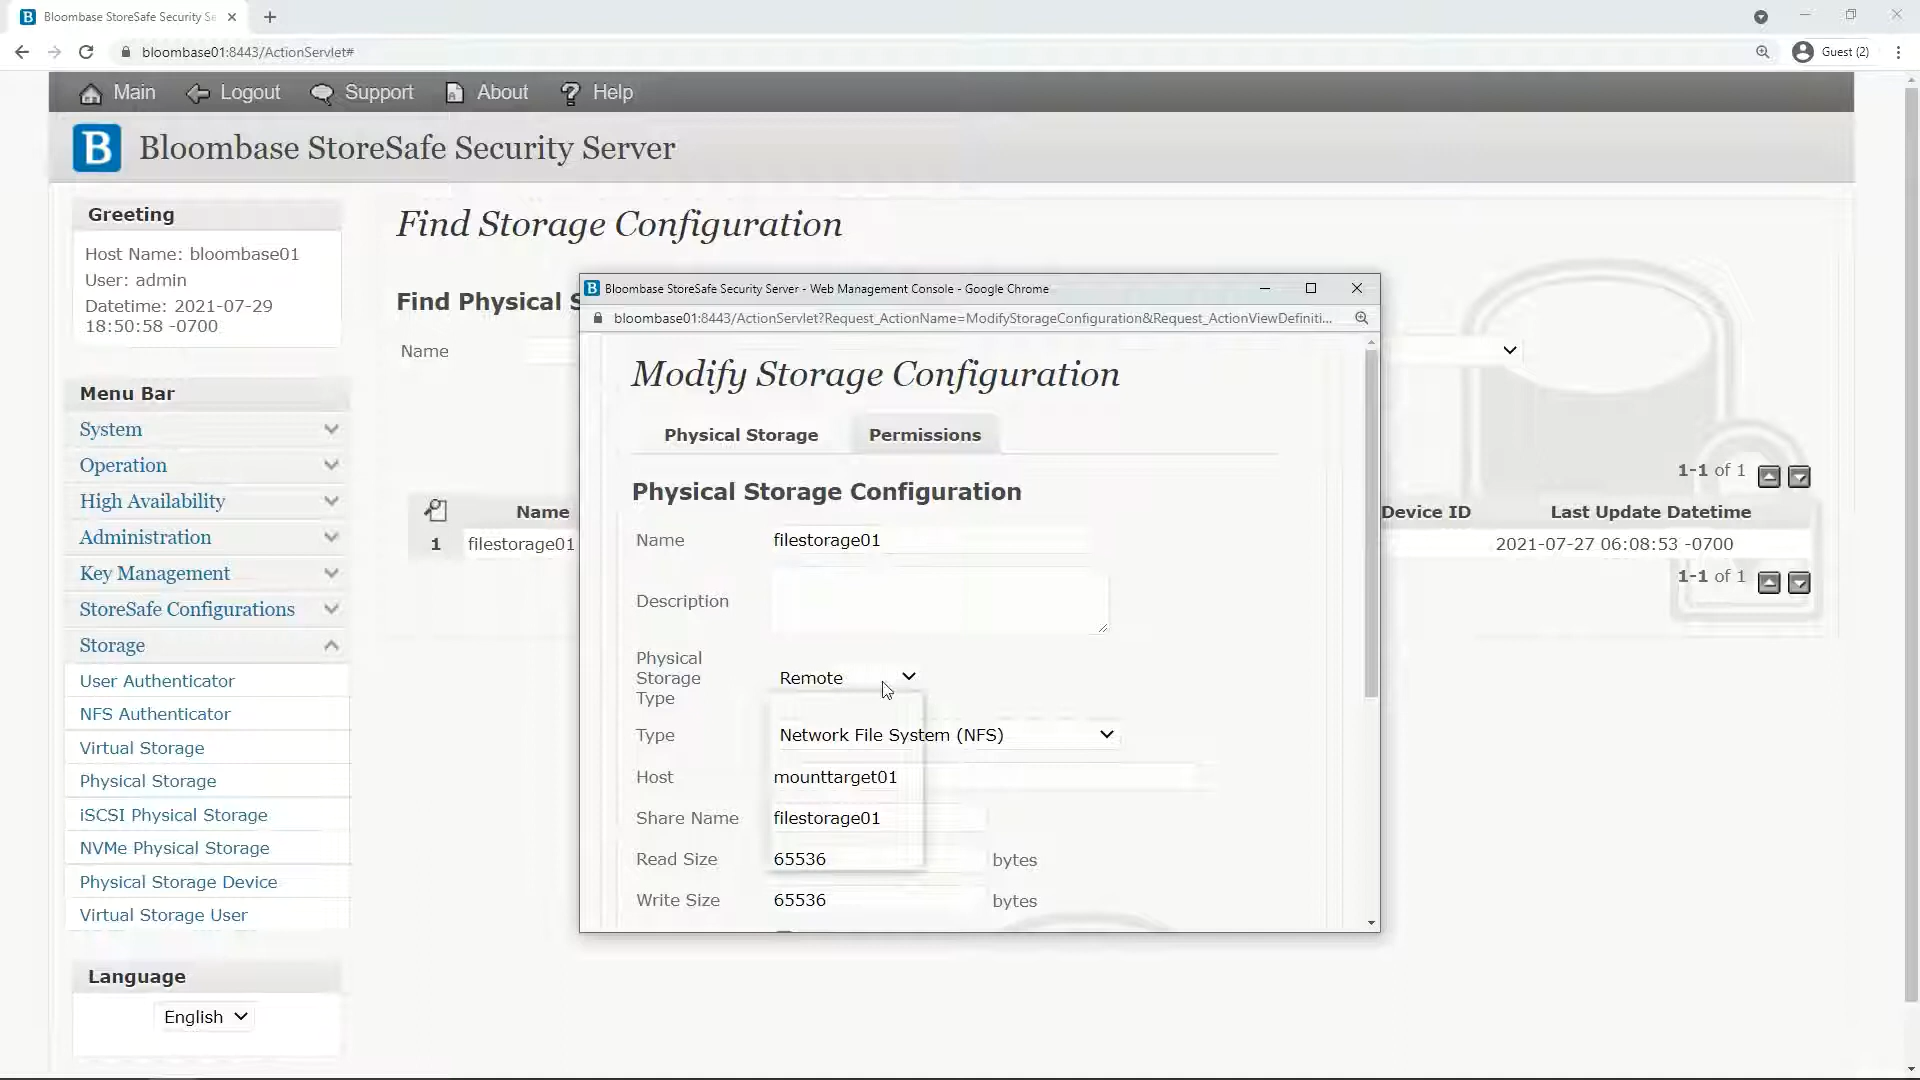 B Bloombase StoreSafe Security Se
bloombase01:8443/ActionServlet#
Guest (2)
Main Logout Support About Help
B Bloombase StoreSafe Security Server
Greeting
Host Name: bloombase01
User: admin
Datetime: 2021-07-29
18:50:58 -0700
Menu Bar
System
Operation
High Availability
Administration
Key Management
StoreSafe Configurations
Storage
User Authenticator
NFS Authenticator
Virtual Storage
Physical Storage
iSCSI Physical Storage
NVMe Physical Storage
Physical Storage Device
Virtual Storage User
Language
English
Find Storage Configuration
Find Physical S
Name
1-1 of 1
Name Device ID Last Update Datetime
1 filestorage01 2021-07-27 06:08:53 -0700
1-1 of 1
B Bloombase StoreSafe Security Server - Web Management Console - Google Chrome
bloombase01:8443/ActionServlet?Request_ActionName=ModifyStorageConfiguration&Request_ActionViewDefiniti...
Modify Storage Configuration
Physical Storage Permissions
Physical Storage Configuration
Name filestorage01
Description
Physical
Storage
Type
Remote
Type Network File System (NFS)
Host mounttarget01
Share Name filestorage01
Read Size 65536 bytes
Write Size 65536 bytes